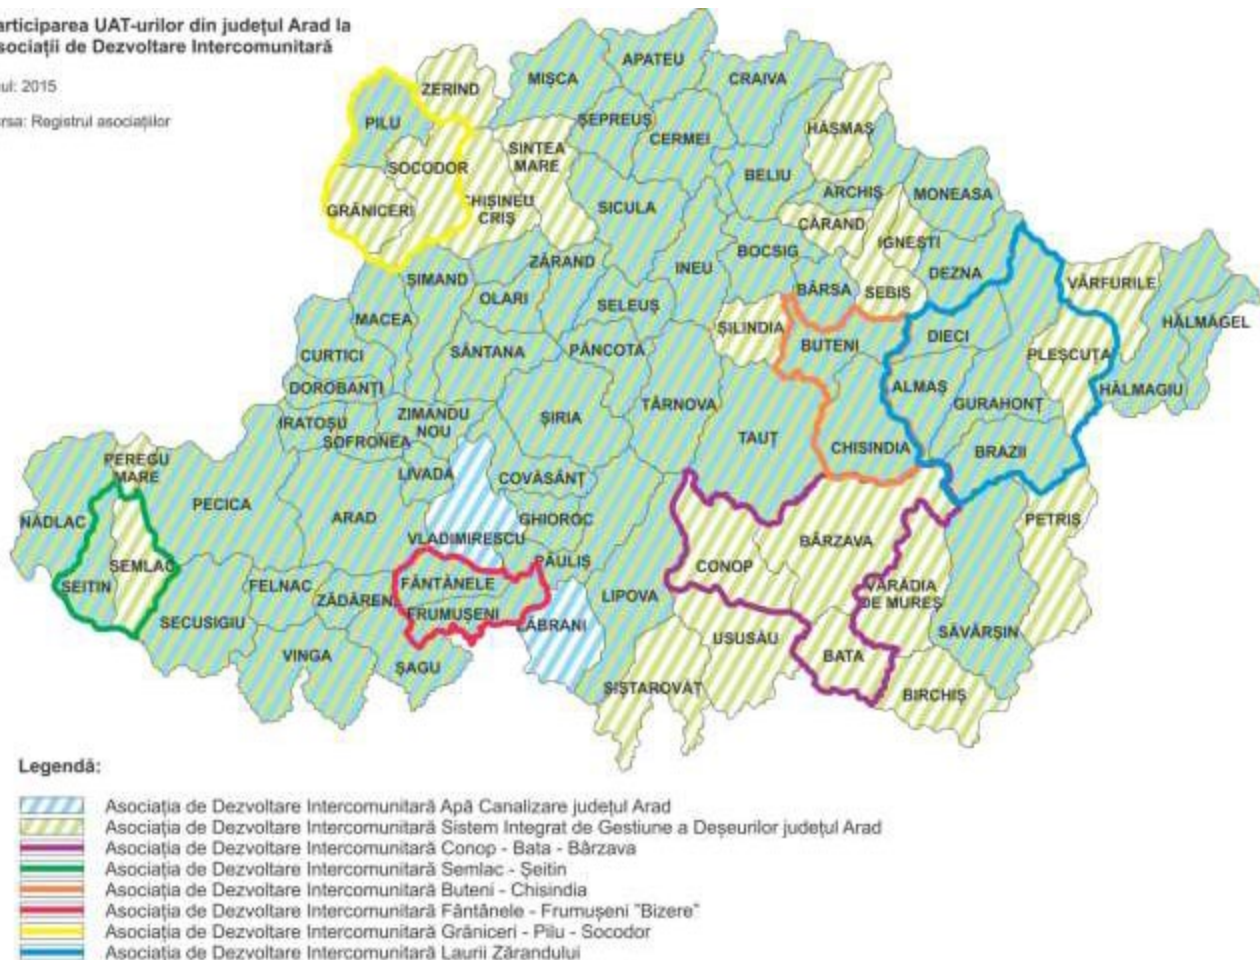 articiparea UAT-urilor din județul Arad la
sociații de Dezvoltare Intercomunitară
ul: 2015
rsa: Registrul asociațiilor
APATEU
MIȘCA
CRAIVA
ZERIND
PILU
ȘEPREUȘ
CERMEI
HĂȘMAȘ
SINTEA
MARE
SOCODOR
BELIU
ARCHIȘ
MONEASA
GRĂNICERI
CHIȘINEU
CRIȘ
SICULA
CĂRAND
IGNEȘTI
BOCSIG
ZĂRAND
INEU
DEZNA
ȘIMAND
VÂRFURILE
OLARI
SELEUȘ
BÂRSA
SEBIȘ
MACEA
ȘILINDIA
HĂLMĂGEL
DIECI
BUTENI
CURTICI
SÂNTANA
PÂNCOTA
PLEȘCUȚA
DOROBANȚI
ALMAȘ
HĂLMAGIU
TÂRNOVA
GURAHONȚ
IRATOȘU
ZIMANDU
NOU
ȘIRIA
ȘOFRONEA
TAUȚ
CHISINDIA
BRAZII
PEREGU
MARE
LIVADA
COVĂSÂNȚ
PECICA
NĂDLAC
ARAD
GHIOROC
PETRIȘ
VLADIMIRESCU
BÂRZAVA
PĂULIȘ
CONOP
SEMLAC
SEITIN
FELNAC
FÂNTÂNELE
VĂRĂDIA
DE MUREȘ
ZĂDĂREN
LIPOVA
FRUMUȘENI
SECUSIGIU
ZĂBRANI
SĂVÂRȘIN
USUSĂU
VINGA
ȘAGU
BATA
ȘIȘTAROVĂȚ
BIRCHIȘ
Legendă:
Asociația de Dezvoltare Intercomunitară Apă Canalizare județul Arad
Asociația de Dezvoltare Intercomunitară Sistem Integrat de Gestiune a Deșeurilor județul Arad
Asociația de Dezvoltare Intercomunitară Conop - Bata - Bârzava
Asociația de Dezvoltare Intercomunitară Semlac - Șeitin
Asociația de Dezvoltare Intercomunitară Buteni - Chisindia
Asociația de Dezvoltare Intercomunitară Fântânele - Frumușeni "Bizere"
Asociația de Dezvoltare Intercomunitară Grăniceri - Pilu - Socodor
Asociația de Dezvoltare Intercomunitară Laurii Zărandului